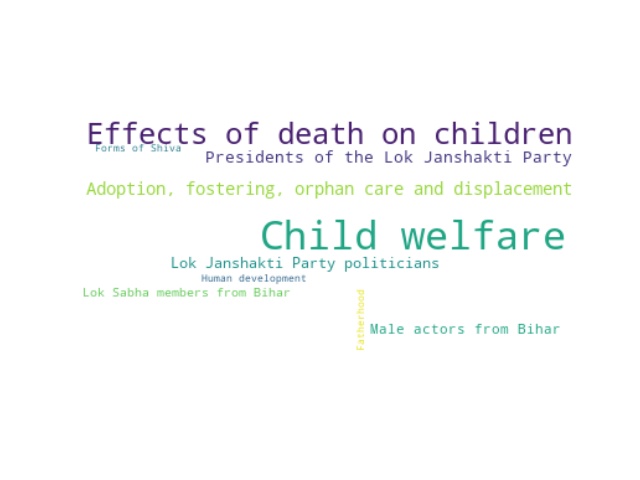 Effects of death on children
Forms of Shiva
Presidents of the Lok Janshakti Party
Adoption, fostering, orphan care and displacement
Child welfare
Lok Janshakti Party politicians
Human development
Lok Sabha members from Bihar
Fatherhood
Male actors from Bihar